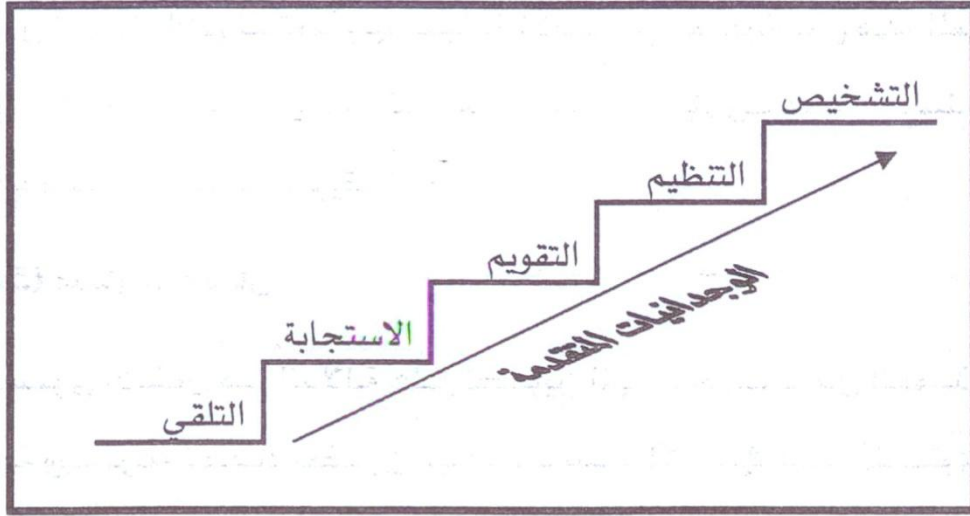 التشخيص
التنظيم
التقويم
الاستجابة
التلقي
الوجدانيات المتقدمة